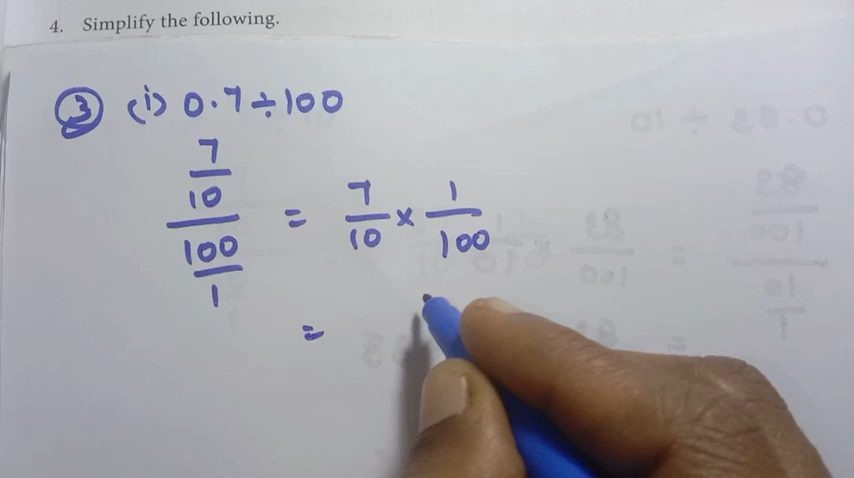 4. Simplify the following.
3 (i) 0.7 ÷ 100
7/10 / 100/1 = 7/10 × 1/100
=